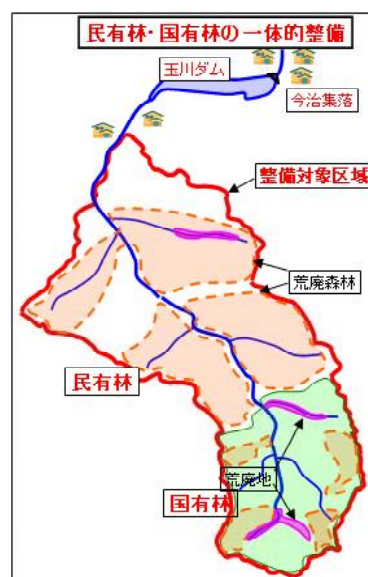 民有林・国有林の一体的整備
玉川ダム
今治集落
整備対象区域
荒廃森林
民有林
荒廃地
国有林